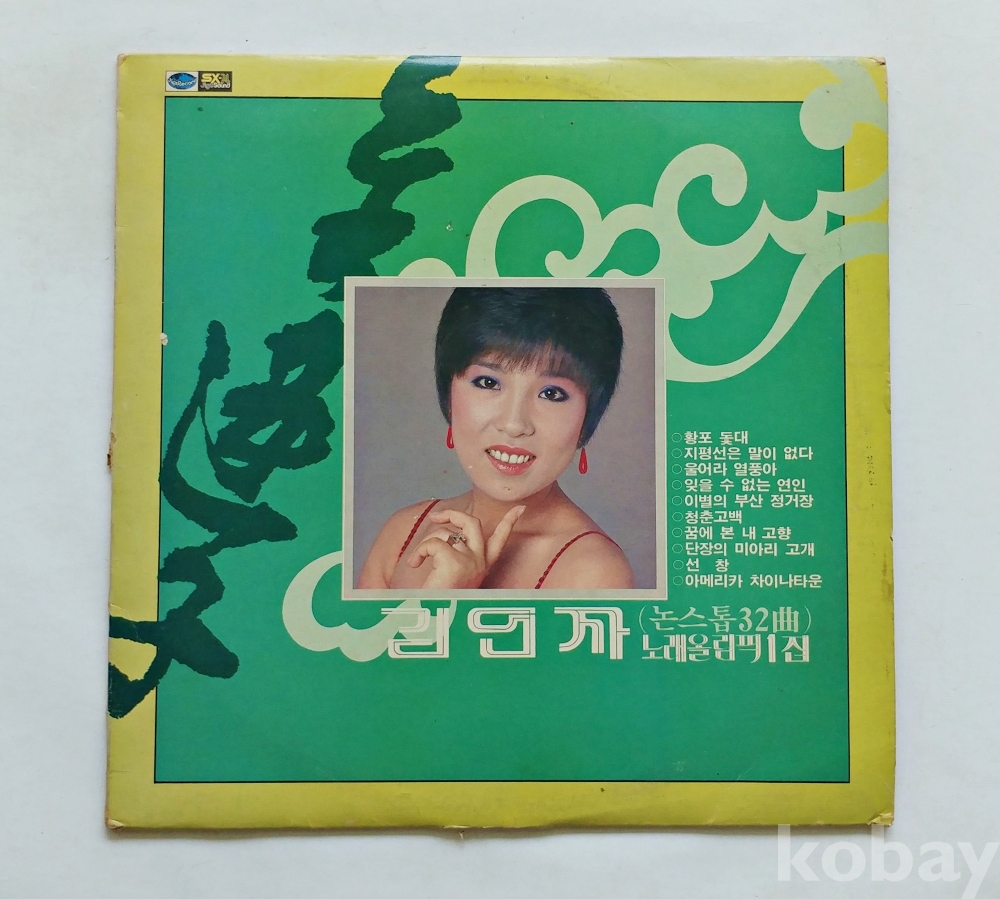 황포 돛대
지평선은 말이 없다
울어라 열풍아
잊을 수 없는 연인
이별의 부산 정거장
청춘고백
꿈에 본 내 고향
단장의 미아리 고개
선 창
아메리카 차이나타운
김연자
(논스톱32曲)
노래올림픽1집
kobay